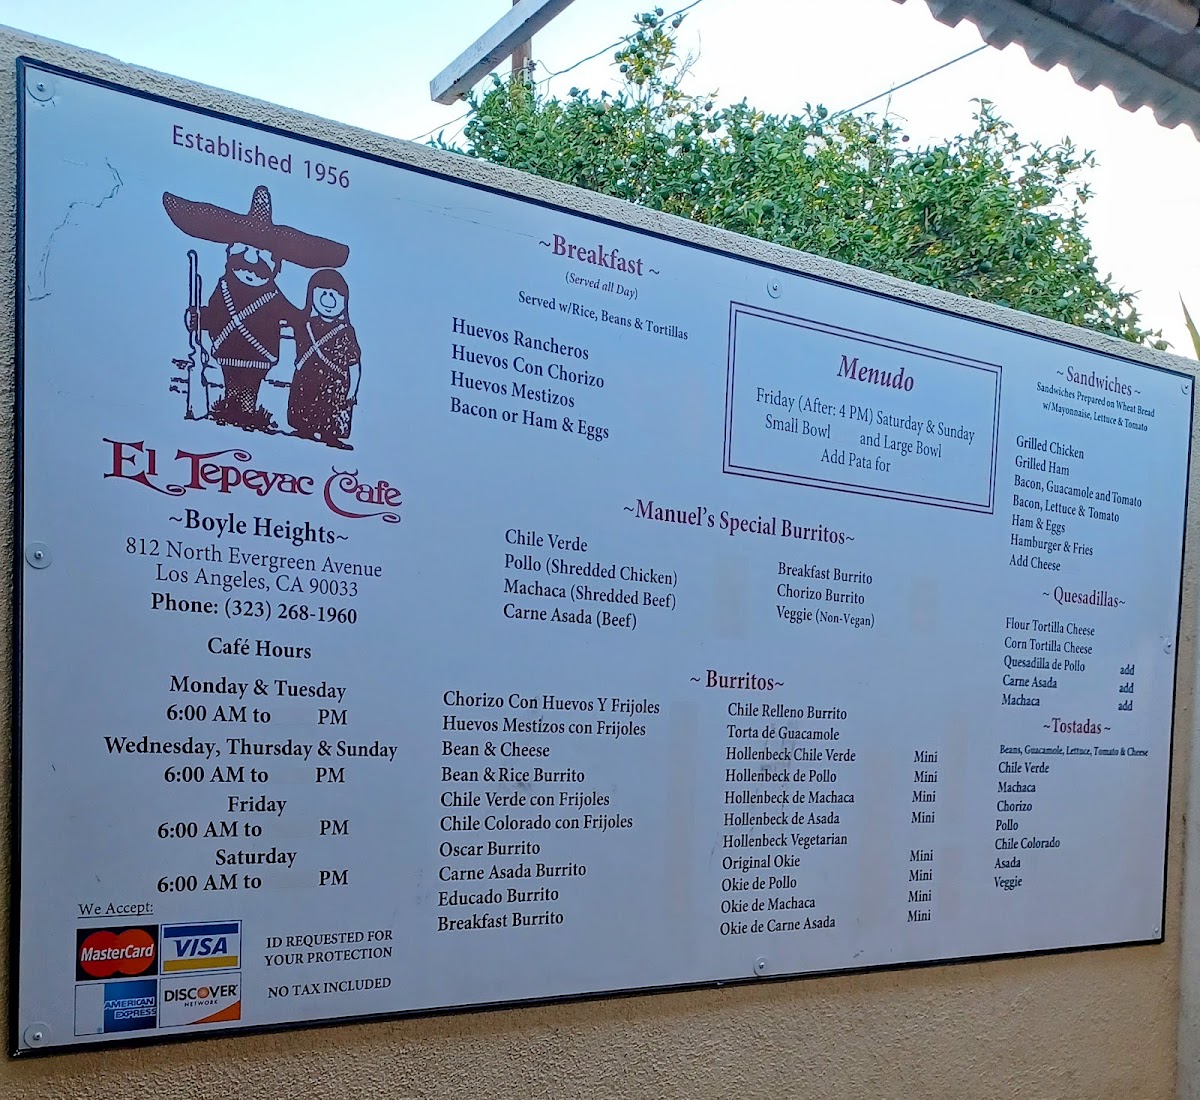 Established 1956
El Tepeyac Cafe
~Boyle Heights~
812 North Evergreen Avenue
Los Angeles, CA 90033
Phone: (323) 268-1960
Café Hours
Monday & Tuesday
6:00 AM to PM
Wednesday, Thursday & Sunday
6:00 AM to PM
Friday
6:00 AM to PM
Saturday
6:00 AM to PM
We Accept:
MasterCard
VISA
AMERICAN EXPRESS
DISCOVER
NETWORK
ID REQUESTED FOR
YOUR PROTECTION
NO TAX INCLUDED
~Breakfast ~
(Served all Day)
Served w/Rice, Beans & Tortillas
Huevos Rancheros
Huevos Con Chorizo
Huevos Mestizos
Bacon or Ham & Eggs
Menudo
Friday (After: 4 PM) Saturday & Sunday
Small Bowl and Large Bowl
Add Pata for
~Manuel's Special Burritos~
Chile Verde
Pollo (Shredded Chicken)
Machaca (Shredded Beef)
Carne Asada (Beef)
Breakfast Burrito
Chorizo Burrito
Veggie (Non-Vegan)
~ Burritos~
Chorizo Con Huevos Y Frijoles
Huevos Mestizos con Frijoles
Bean & Cheese
Bean & Rice Burrito
Chile Verde con Frijoles
Chile Colorado con Frijoles
Oscar Burrito
Carne Asada Burrito
Educado Burrito
Breakfast Burrito
Chile Relleno Burrito
Torta de Guacamole
Hollenbeck Chile Verde Mini
Hollenbeck de Pollo Mini
Hollenbeck de Machaca Mini
Hollenbeck de Asada Mini
Hollenbeck Vegetarian
Original Okie Mini
Okie de Pollo Mini
Okie de Machaca Mini
Okie de Carne Asada Mini
~ Sandwiches ~
Sandwiches Prepared on Wheat Bread
w/Mayonnaise, Lettuce & Tomato
Grilled Chicken
Grilled Ham
Bacon, Guacamole and Tomato
Bacon, Lettuce & Tomato
Ham & Eggs
Hamburger & Fries
Add Cheese
~ Quesadillas~
Flour Tortilla Cheese
Corn Tortilla Cheese
Quesadilla de Pollo add
Carne Asada add
Machaca add
~Tostadas ~
Beans, Guacamole, Lettuce, Tomato & Cheese
Chile Verde
Machaca
Chorizo
Pollo
Chile Colorado
Asada
Veggie